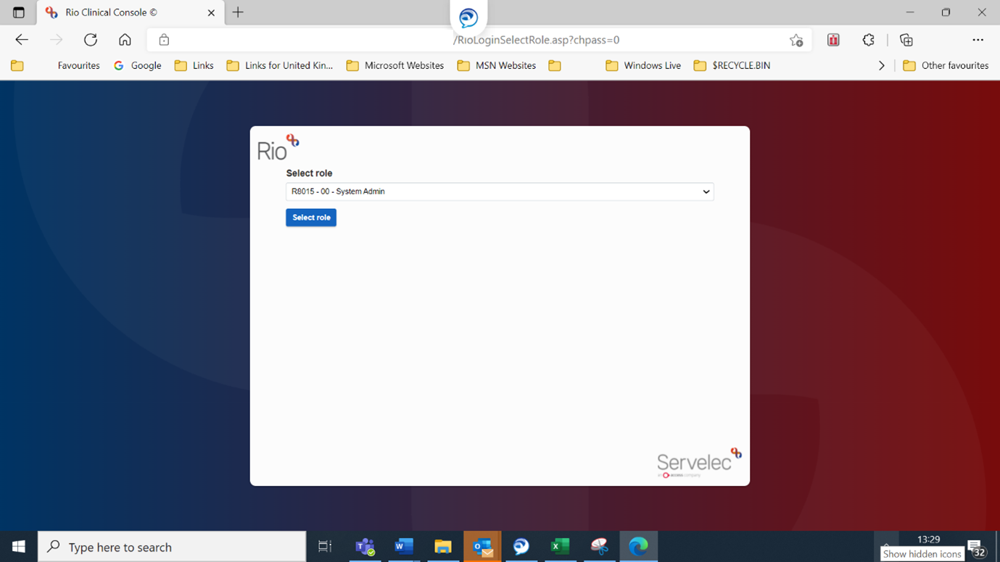 Rio Clinical Console ©
/RioLoginSelectRole.asp?chpass=0
Favourites Google Links Links for United Kin... Microsoft Websites MSN Websites Windows Live $RECYCLE.BIN Other favourites
Rio
Select role
R8015 - 00 - System Admin
Select role
Servelec
an access company
Type here to search
13:29
Show hidden icons
32